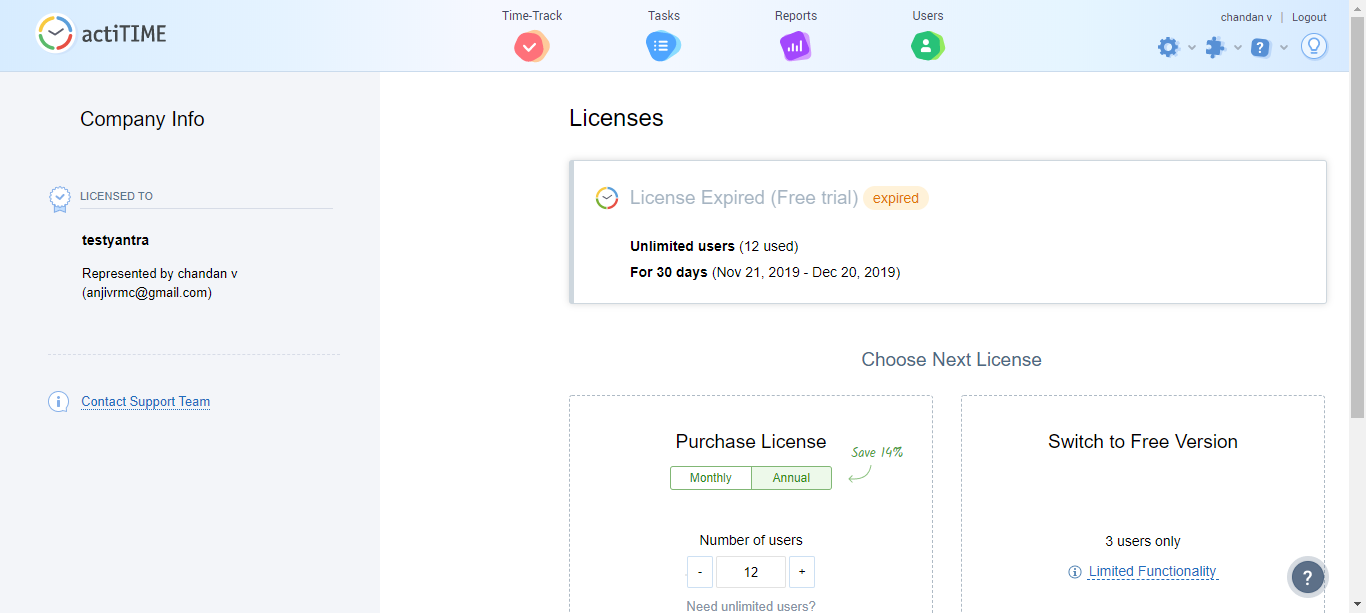 actiTIME
Time-Track
Tasks
Reports
Users
chandan v | Logout
Company Info
LICENSED TO
testyantra
Represented by chandan v
(anjivrmc@gmail.com)
Contact Support Team
Licenses
License Expired (Free trial) expired
Unlimited users (12 used)
For 30 days (Nov 21, 2019 - Dec 20, 2019)
Choose Next License
Purchase License
Save 14%
Monthly Annual
Number of users
- 12 +
Need unlimited users?
Switch to Free Version
3 users only
Limited Functionality
?